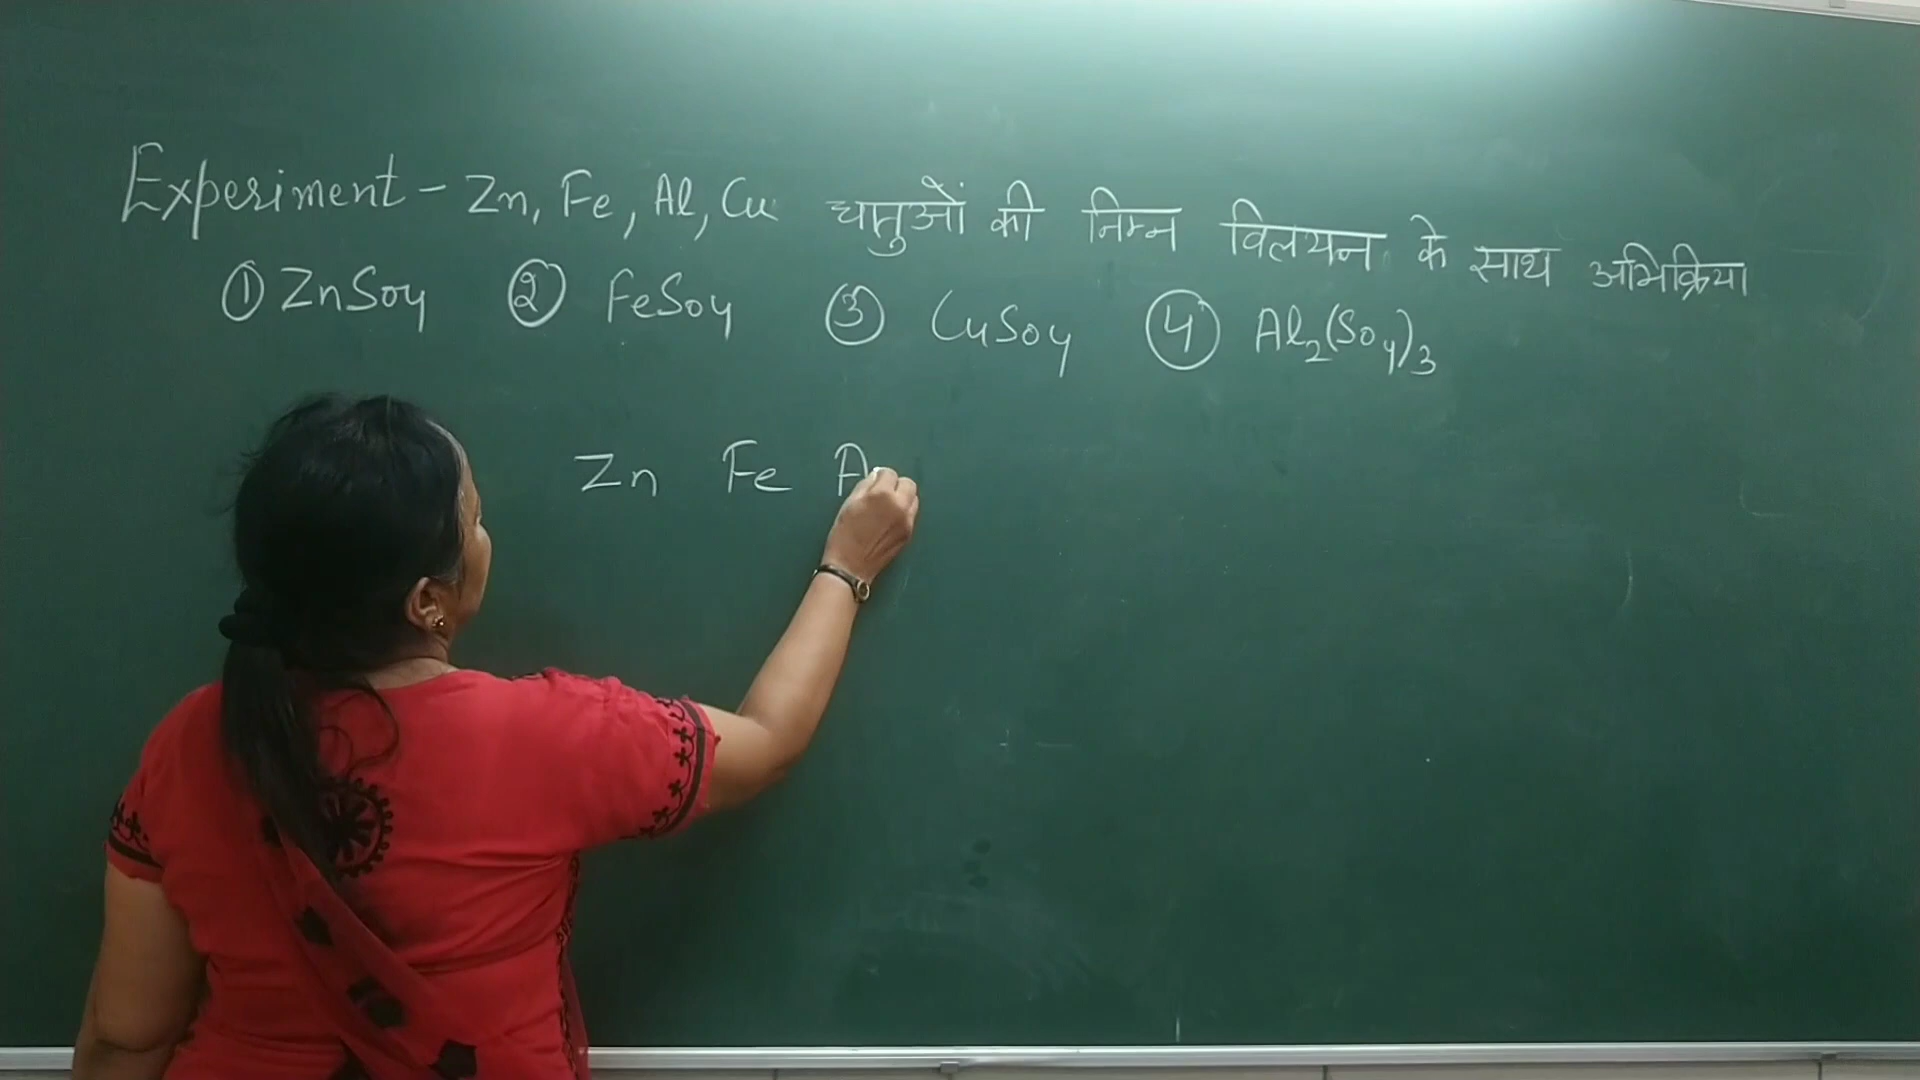 Experiment - Zn, Fe, Al, Cu धातुओं की निम्न विलयन के साथ अभिक्रिया
① ZnSo4 ② FeSo4 ③ CuSo4 ④ Al2(So4)3
Zn Fe A